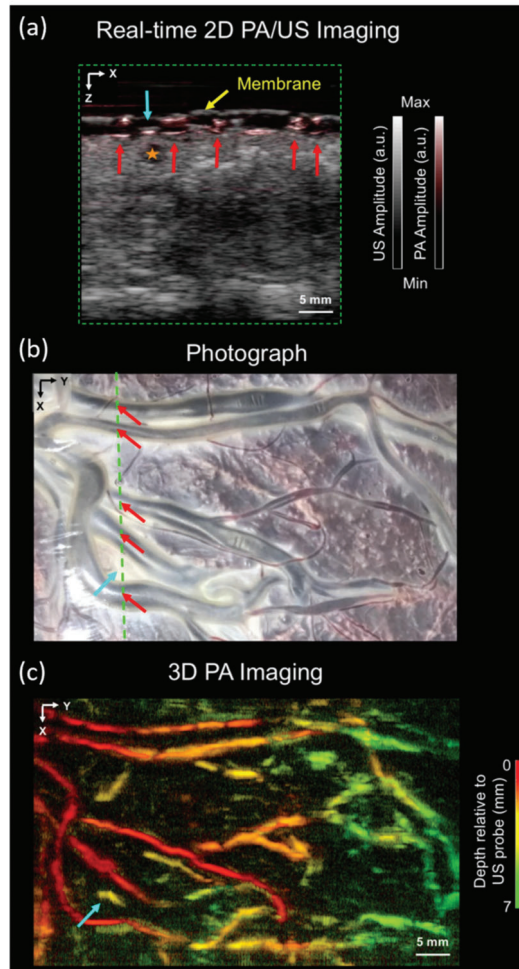 (a) Real-time 2D PA/US Imaging
X
Z
Membrane
Max
US Amplitude (a.u.)
PA Amplitude (a.u.)
Min
5 mm
(b) Photograph
Y
X
(c) 3D PA Imaging
Y
X
0
Depth relative to
US probe (mm)
7
5 mm